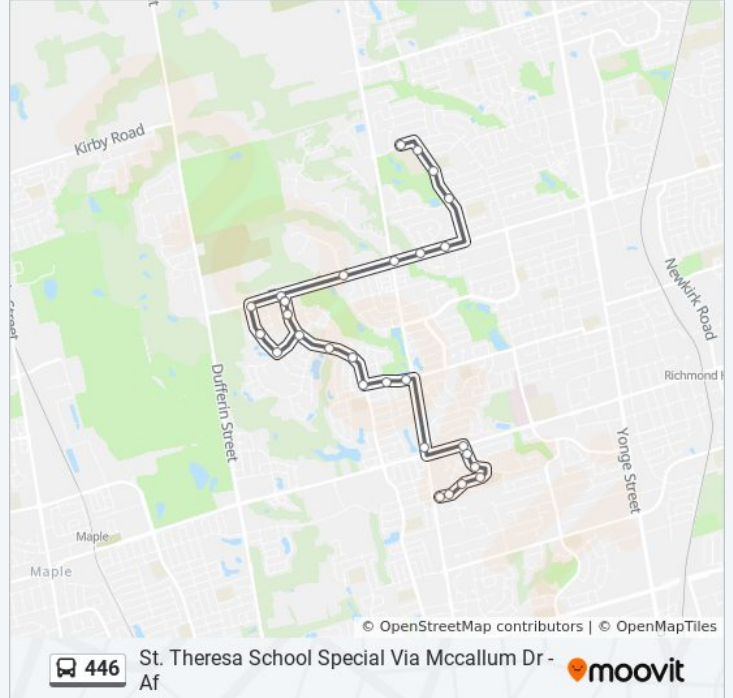 t
Kirby Road
Street
Newkirk Road
Dufferin Street
Richmond H
Yonge Street
Maple
Maple
© OpenStreetMap contributors | © OpenMapTiles
446
St. Theresa School Special Via Mccallum Dr -
Af
moovit